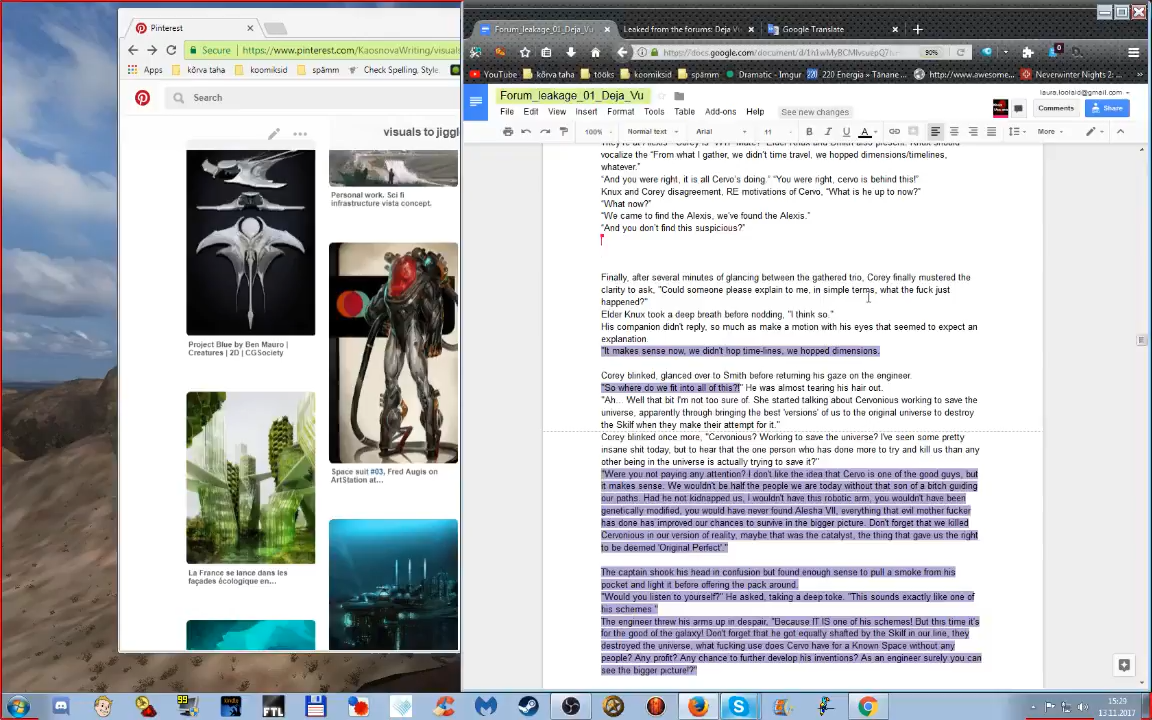 Pinterest
Forum_leakage_01_Deja_Vu
Leaked from the forums: Deja Vu
Google Translate
Secure
https://www.pinterest.com/KaosnovaWriting/visuals
90%
0
Apps
kõrva taha
koomiksid
spämm
Check Spelling, Style,
YouTube
kõrva taha
tööks
koomiksid
spämm
Dramatic - Imgur
220 Energia » Tänane...
http://www.awesome...
Neverwinter Nights 2:
Search
Forum_leakage_01_Deja_Vu
laura.loolaid@gmail.com
File Edit View Insert Format Tools Table Add-ons Help
See new changes
Comments
Share
100%
Normal text
Arial
11
B I U A
More
visuals to jiggl
Personal work. Sci fi
infrastructure vista concept.
Project Blue by Ben Mauro |
Creatures | 2D | CGSociety
Space suit #03, Fred Augis on
ArtStation at...
La France se lance dans les
façades écologique en...
vocalize the "From what I gather, we didn't time travel, we hopped dimensions/timelines,
whatever."
"And you were right, it is all Cervo's doing." "You were right, cervo is behind this!"
Knux and Corey disagreement, RE motivations of Cervo, "What is he up to now?"
"What now?"
"We came to find the Alexis, we've found the Alexis."
"And you don't find this suspicious?"
Finally, after several minutes of glancing between the gathered trio, Corey finally mustered the
clarity to ask, "Could someone please explain to me, in simple terms, what the fuck just
happened?"
Elder Knux took a deep breath before nodding, "I think so."
His companion didn't reply, so much as make a motion with his eyes that seemed to expect an
explanation.
"It makes sense now, we didn't hop time-lines, we hopped dimensions.
Corey blinked, glanced over to Smith before returning his gaze on the engineer.
"So where do we fit into all of this?!" He was almost tearing his hair out.
"Ah... Well that bit I'm not too sure of. She started talking about Cervonious working to save the
universe, apparently through bringing the best 'versions' of us to the original universe to destroy
the Skilf when they make their attempt for it."
Corey blinked once more, "Cervonious? Working to save the universe? I've seen some pretty
insane shit today, but to hear that the one person who has done more to try and kill us than any
other being in the universe is actually trying to save it?"
"Were you not paying any attention? I don't like the idea that Cervo is one of the good guys, but
it makes sense. We wouldn't be half the people we are today without that son of a bitch guiding
our paths. Had he not kidnapped us, I wouldn't have this robotic arm, you wouldn't have been
genetically modified, you would have never found Alesha VII, everything that evil mother fucker
has done has improved our chances to survive in the bigger picture. Don't forget that we killed
Cervonious in our version of reality, maybe that was the catalyst, the thing that gave us the right
to be deemed 'Original Perfect'."
The captain shook his head in confusion but found enough sense to pull a smoke from his
pocket and light it before offering the pack around.
"Would you listen to yourself?" He asked, taking a deep toke. "This sounds exactly like one of
his schemes."
The engineer threw his arms up in despair, "Because IT IS one of his schemes! But this time it's
for the good of the galaxy! Don't forget that he got equally shafted by the Skilf in our line, they
destroyed the universe, what fucking use does Cervo have for a Known Space without any
people? Any profit? Any chance to further develop his inventions? As an engineer surely you can
see the bigger picture!?"
99
kindle
FTL
15:29
13.11.2017